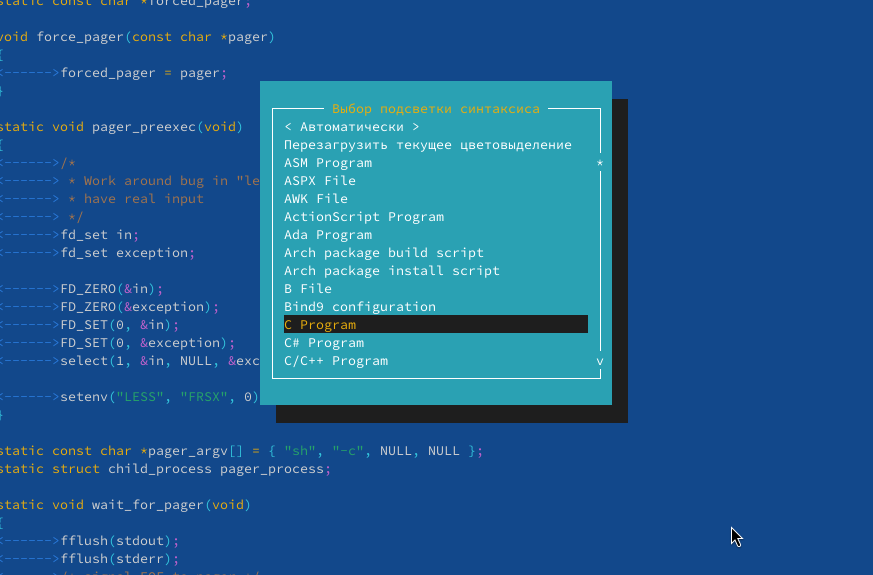 static const char *forced_pager;
void force_pager(const char *pager)
{
<------>forced_pager = pager;
}
static void pager_preexec(void)
{
<------>/*
<------> * Work around bug in "le
<------> * have real input
<------> */
<------>fd_set in;
<------>fd_set exception;
<------>FD_ZERO(&in);
<------>FD_ZERO(&exception);
<------>FD_SET(0, &in);
<------>FD_SET(0, &exception);
<------>select(1, &in, NULL, &exc
<------>setenv("LESS", "FRSX", 0)
}
static const char *pager_argv[] = { "sh", "-c", NULL, NULL };
static struct child_process pager_process;
static void wait_for_pager(void)
{
<------>fflush(stdout);
<------>fflush(stderr);
Выбор подсветки синтаксиса
< Автоматически >
Перезагрузить текущее цветовыделение
ASM Program
ASPX File
AWK File
ActionScript Program
Ada Program
Arch package build script
Arch package install script
B File
Bind9 configuration
C Program
C# Program
C/C++ Program